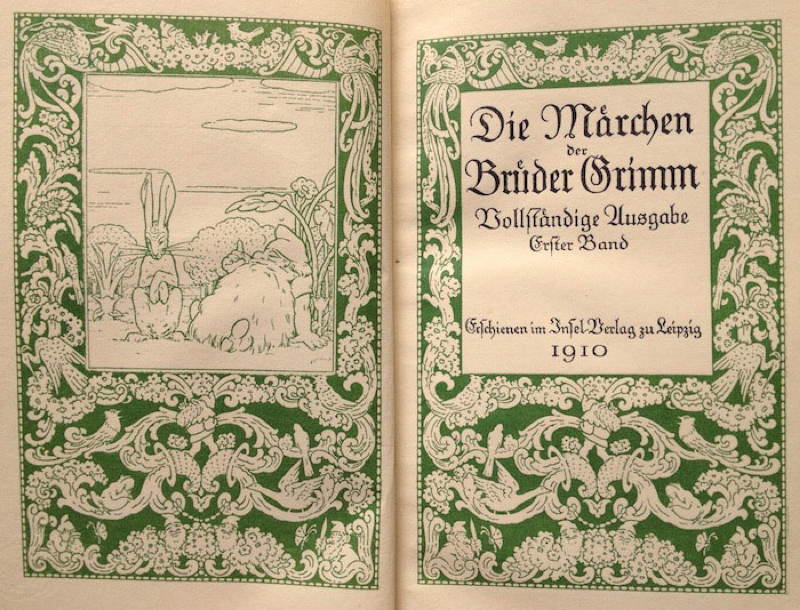 Die Märchen
der
Brüder Grimm
Vollständige Ausgabe
Erster Band
Erschienen im Insel-Verlag zu Leipzig
1910